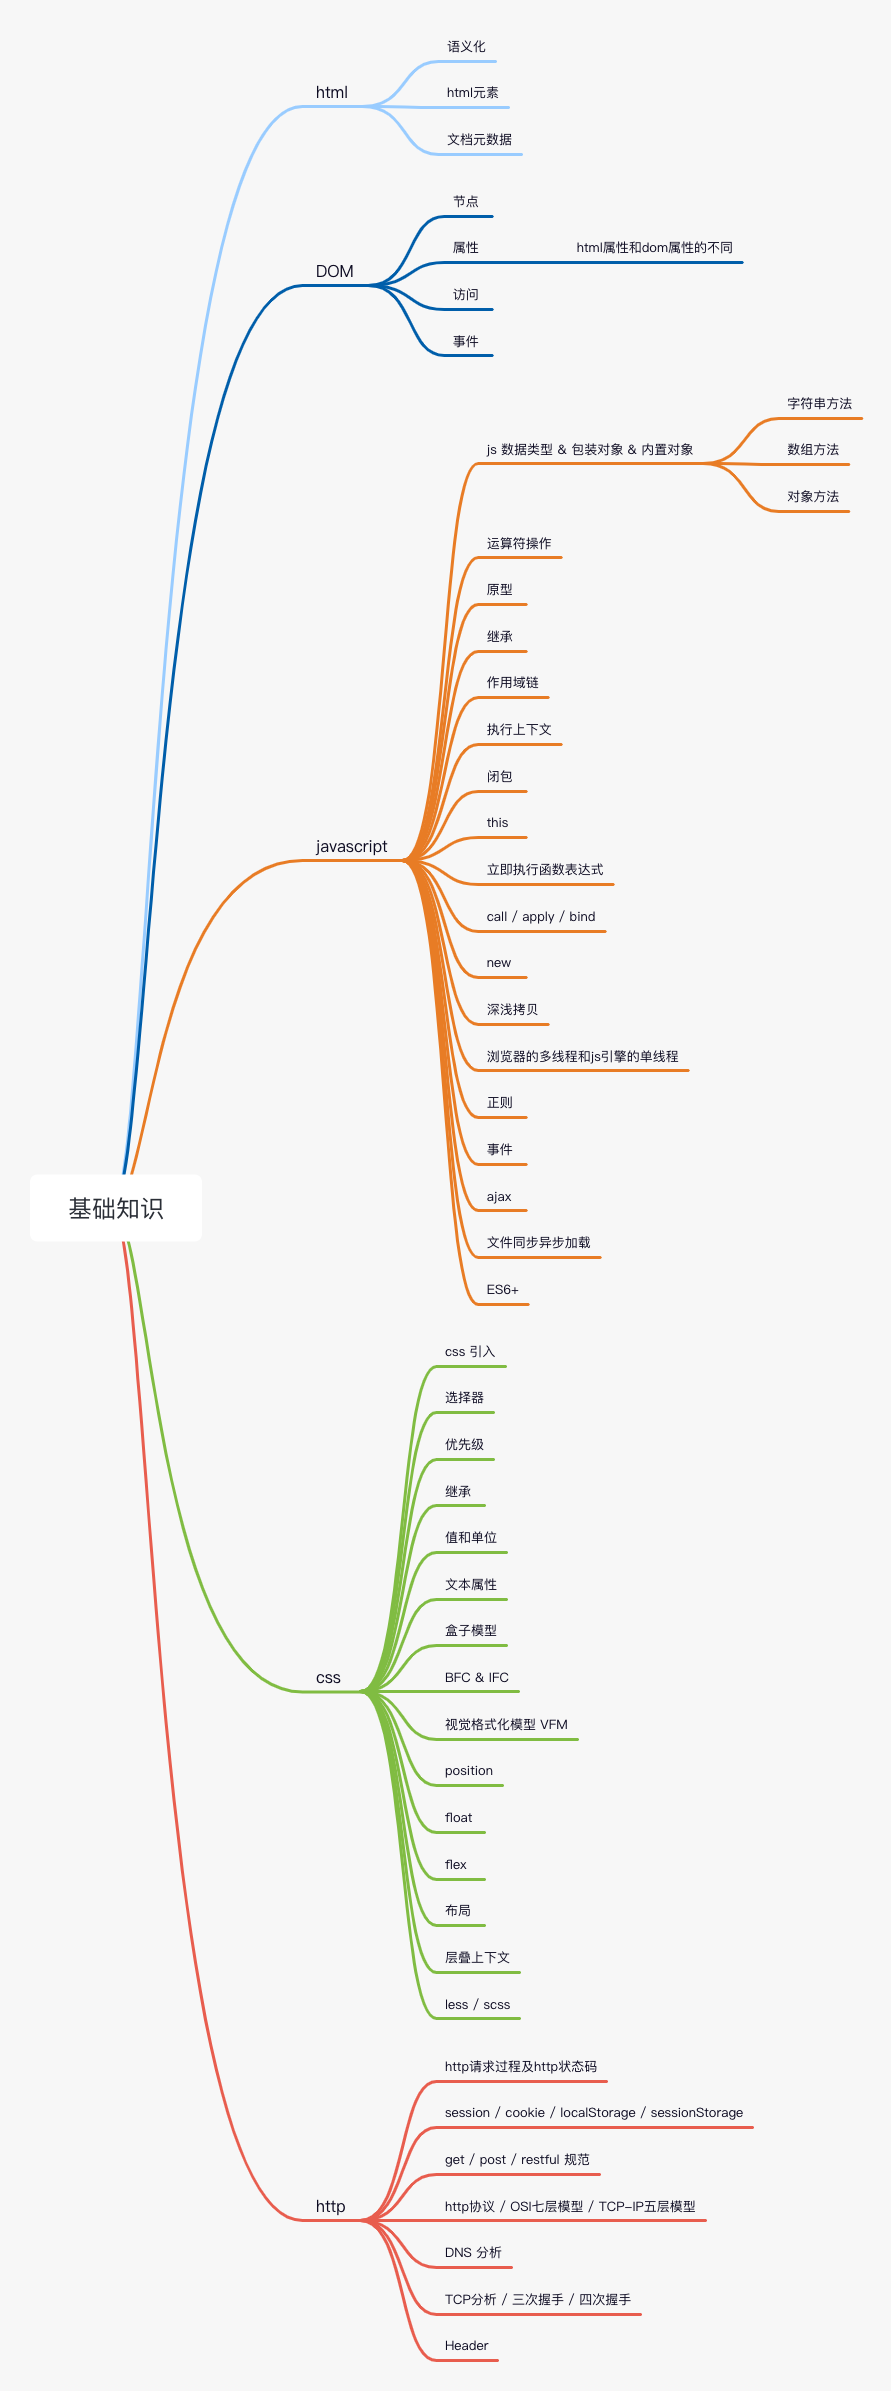 基础知识
html
语义化
html元素
文档元数据
DOM
节点
属性
html属性和dom属性的不同
访问
事件
javascript
js 数据类型 & 包装对象 & 内置对象
字符串方法
数组方法
对象方法
运算符操作
原型
继承
作用域链
执行上下文
闭包
this
立即执行函数表达式
call / apply / bind
new
深浅拷贝
浏览器的多线程和js引擎的单线程
正则
事件
ajax
文件同步异步加载
ES6+
css
css 引入
选择器
优先级
继承
值和单位
文本属性
盒子模型
BFC & IFC
视觉格式化模型 VFM
position
float
flex
布局
层叠上下文
less / scss
http
http请求过程及http状态码
session / cookie / localStorage / sessionStorage
get / post / restful 规范
http协议 / OSI七层模型 / TCP-IP五层模型
DNS 分析
TCP分析 / 三次握手 / 四次握手
Header